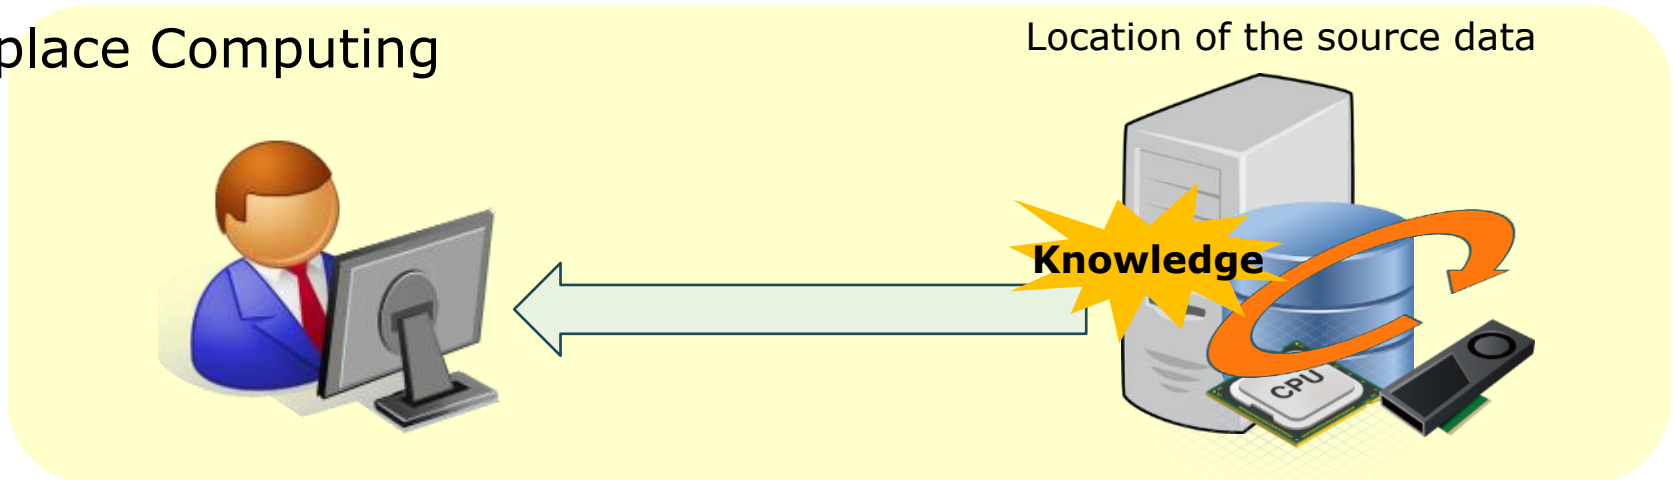 place Computing
Location of the source data
Knowledge
CPU